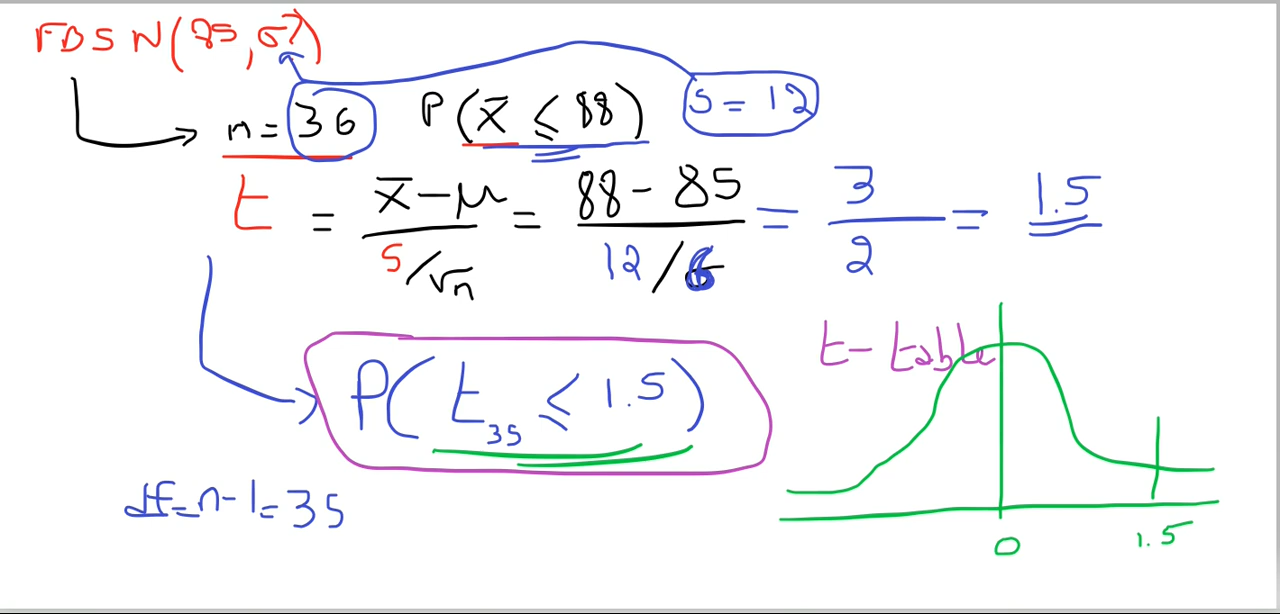 FDS N(85, σ²)
n = 36 P(x̄ ≤ 88) S = 12
t = x̄ - μ / S/√n = 88 - 85 / 12/6 = 3/2 = 1.5
t - table
P(t₃₅ ≤ 1.5)
df = n - 1 = 35
0 1.5